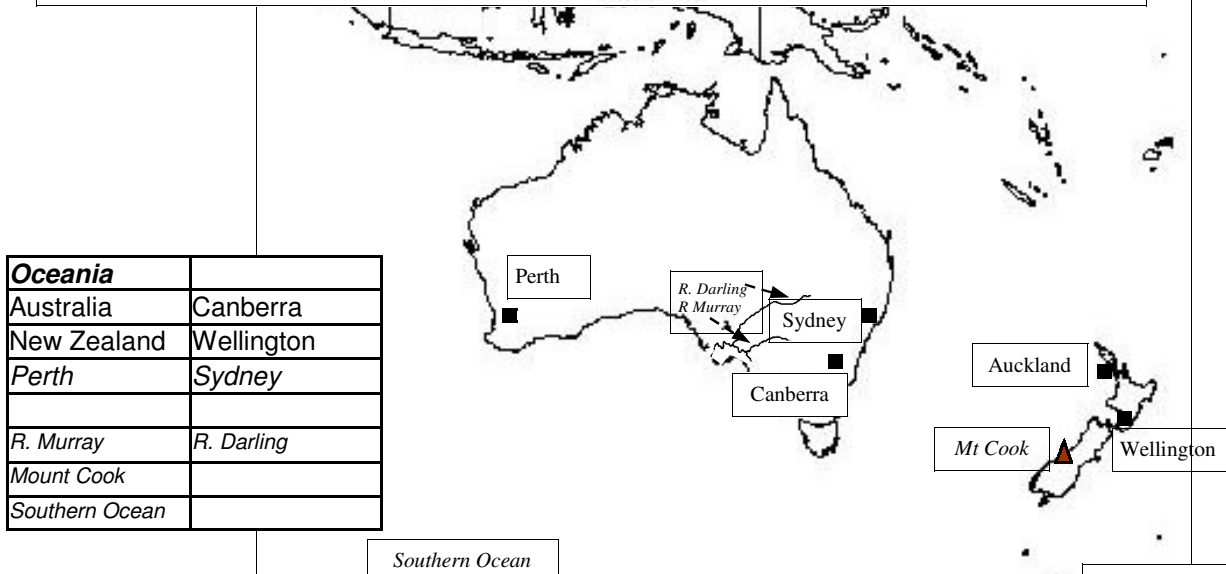 Oceania
Australia Canberra
New Zealand Wellington
Perth Sydney
R. Murray R. Darling
Mount Cook
Southern Ocean
Perth
R. Darling
R Murray
Sydney
Canberra
Auckland
Mt Cook
Wellington
Southern Ocean